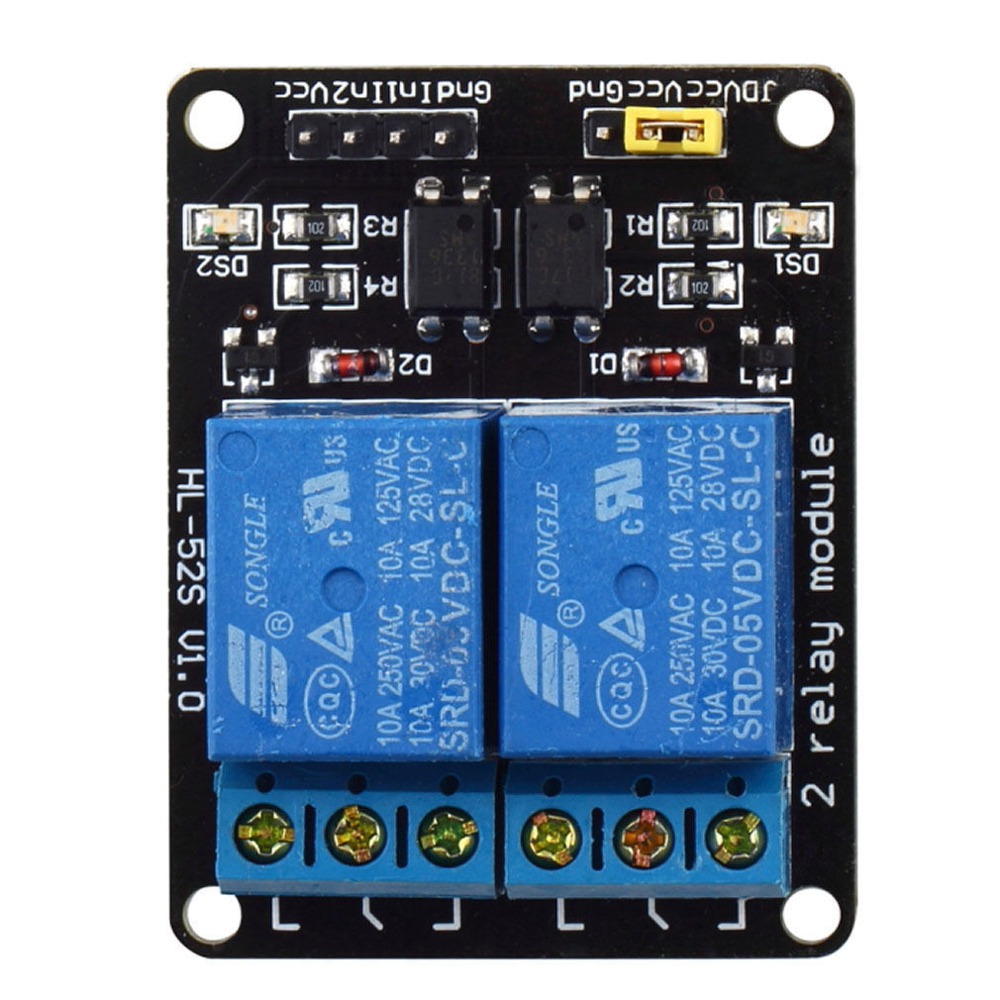 GndIn1In2Vcc
JDVccVccGnd
DS2
102
R3
102
R4
R1
102
R2
102
DS1
D2
D1
HL-52S V1.0
SONGLE
®
C US
CQC
10A 250VAC 10A 125VAC
10A 30VDC 10A 28VDC
SRD-05VDC-SL-C
SONGLE
®
C US
CQC
10A 250VAC 10A 125VAC
10A 30VDC 10A 28VDC
SRD-05VDC-SL-C
2 relay module